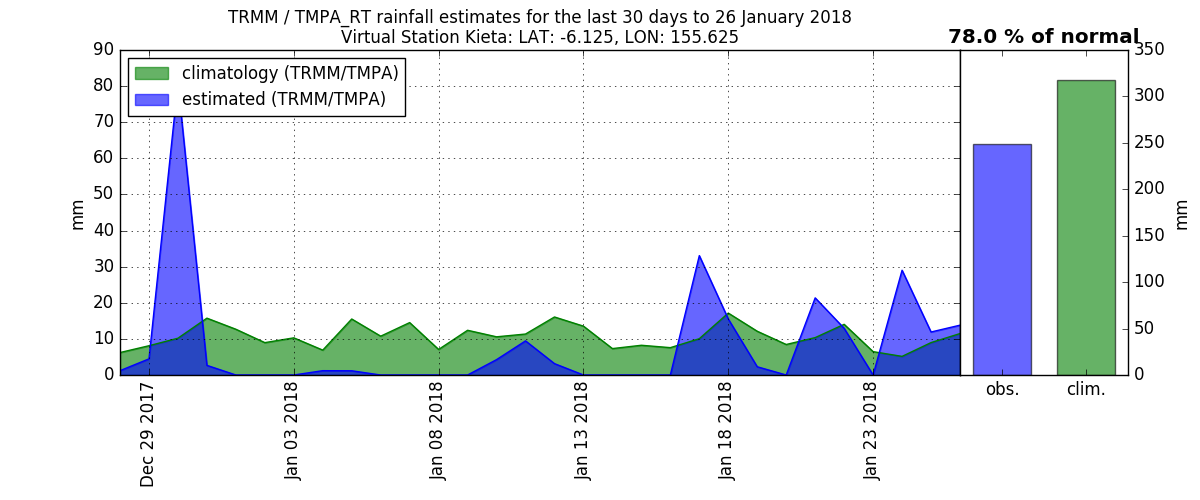 TRMM / TMPA_RT rainfall estimates for the last 30 days to 26 January 2018
Virtual Station Kieta: LAT: -6.125, LON: 155.625
78.0 % of normal
climatology (TRMM/TMPA)
estimated (TRMM/TMPA)
mm
90
80
70
60
50
40
30
20
10
0
Dec 29 2017
Jan 03 2018
Jan 08 2018
Jan 13 2018
Jan 18 2018
Jan 23 2018
obs.
clim.
350
300
250
200
150
100
50
0
mm